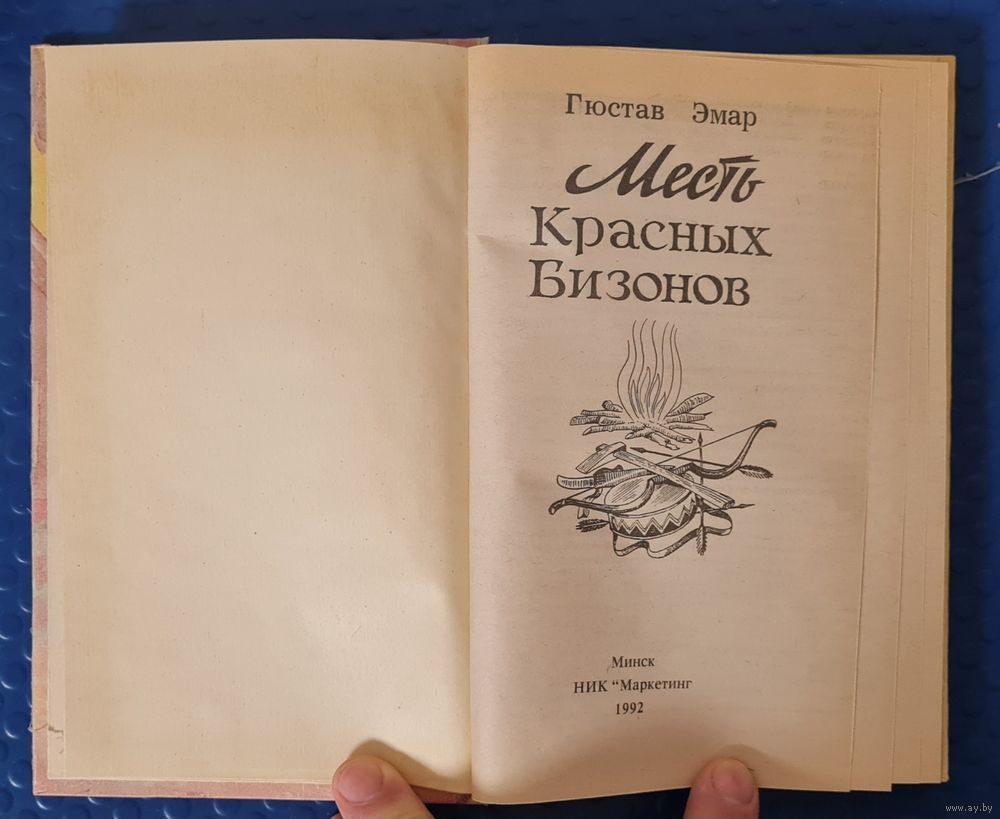 Гюстав Эмар
Месть
Красных
Бизонов
Минск
НИК "Маркетинг
1992
www.ay.by